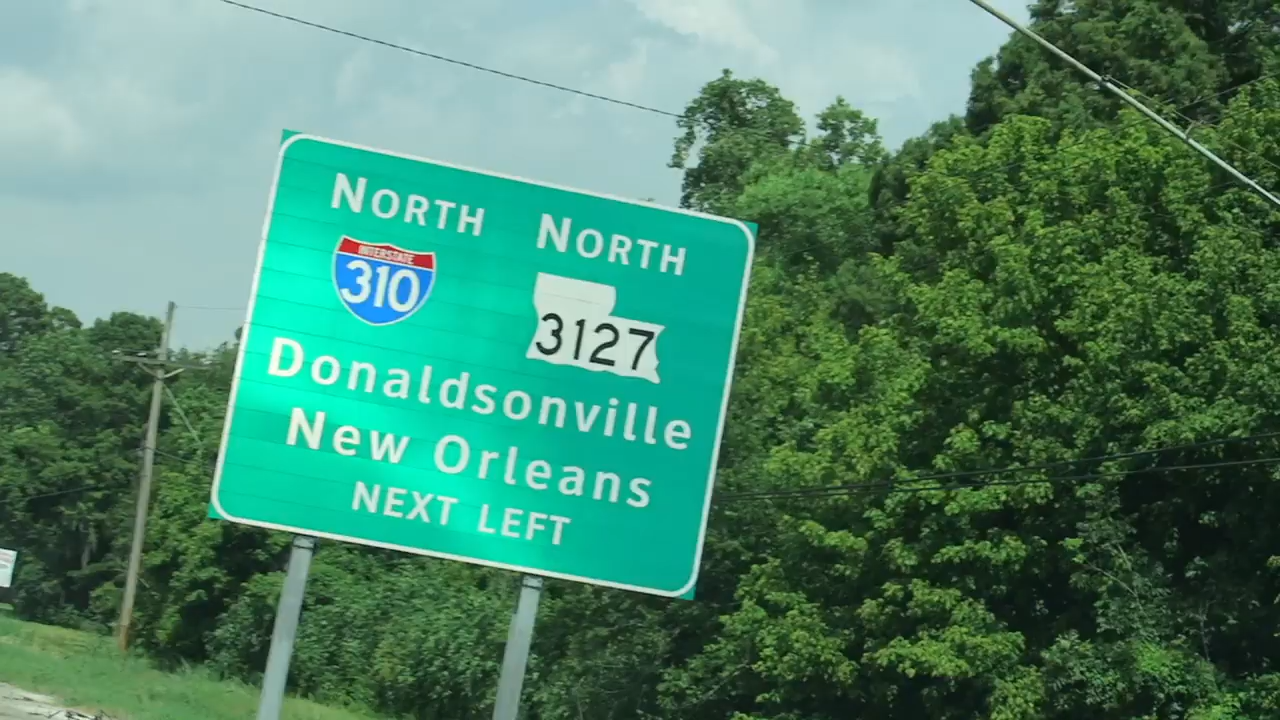 NORTH NORTH
INTERSTATE
310
3127
Donaldsonville
New Orleans
NEXT LEFT